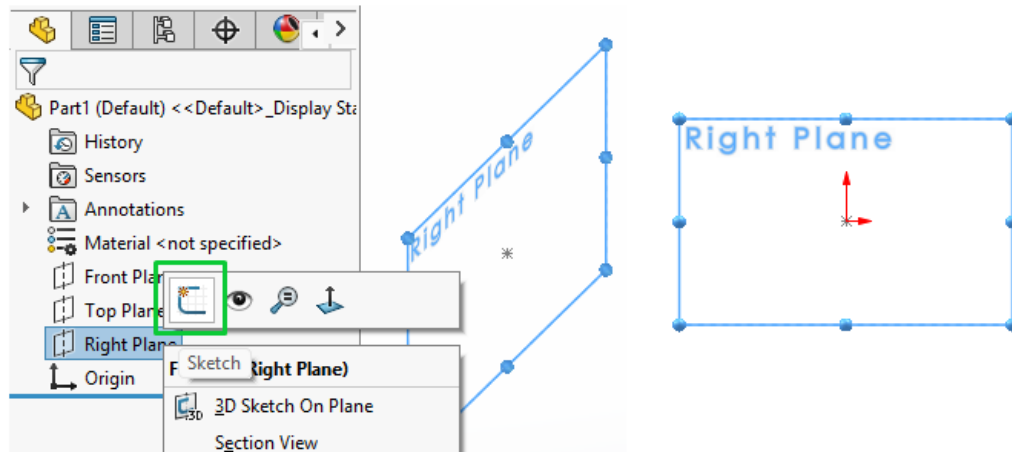 Part1 (Default) <<Default>_Display Sta
History
Sensors
Annotations
Material <not specified>
Front Plan
Top Plane
Right Plane
Sketch
Right Plane)
Origin
3D Sketch On Plane
Section View
Right Plane
Right Plane